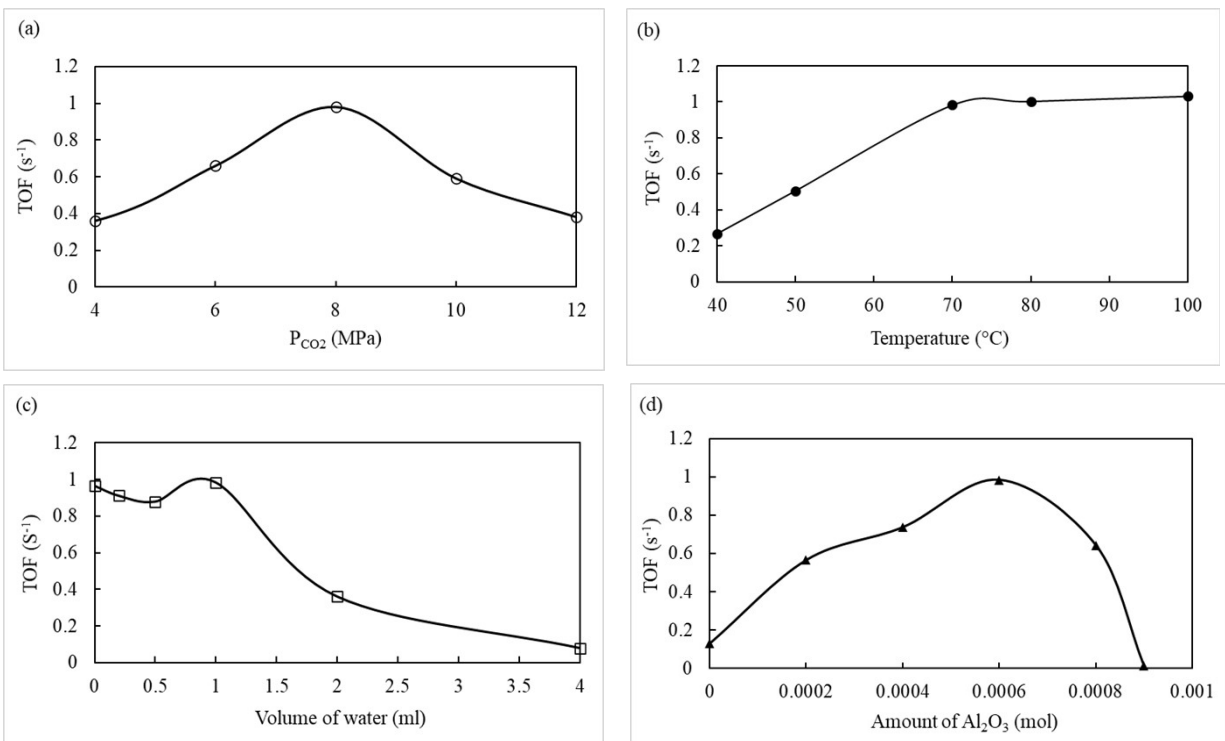 (a)
1.2
1
0.8
0.6
0.4
0.2
0
TOF (s⁻¹)
4 6 8 10 12
P_CO2 (MPa)
(b)
1.2
1
0.8
0.6
0.4
0.2
0
TOF (s⁻¹)
40 50 60 70 80 90 100
Temperature (°C)
(c)
1.2
1
0.8
0.6
0.4
0.2
0
TOF (S⁻¹)
0 0.5 1 1.5 2 2.5 3 3.5 4
Volume of water (ml)
(d)
1.2
1
0.8
0.6
0.4
0.2
0
TOF (s⁻¹)
0 0.0002 0.0004 0.0006 0.0008 0.001
Amount of Al₂O₃ (mol)